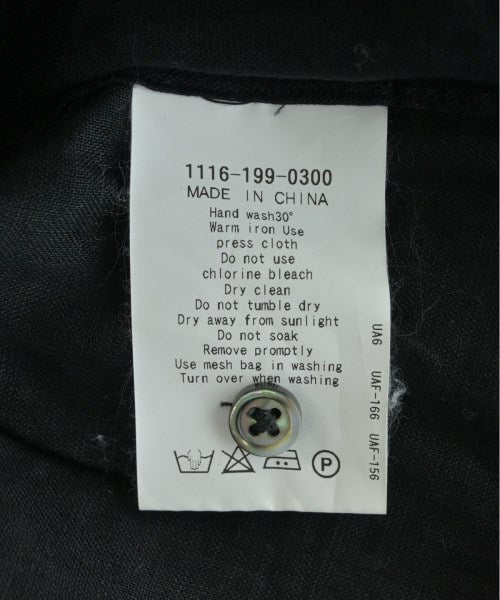 1116-199-0300
MADE IN CHINA
Hand wash30°
Warm iron Use
press cloth
Do not use
chlorine bleach
Dry clean
Do not tumble dry
Dry away from sunlight
Do not soak
Remove promptly
Use mesh bag in washing
Turn over when washing
P
UA6 UAF-166 UAF-156